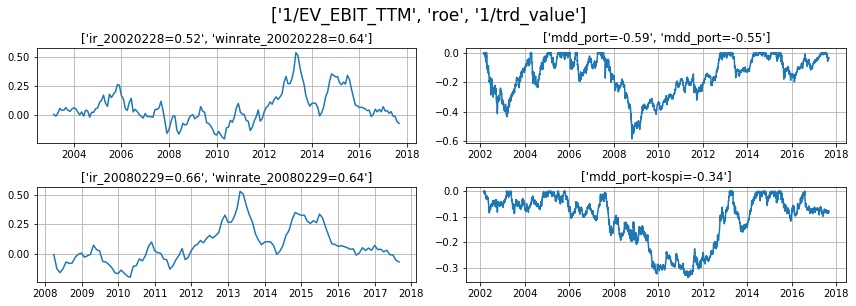 ['1/EV_EBIT_TTM', 'roe', '1/trd_value']
['ir_20020228=0.52', 'winrate_20020228=0.64']
0.50
0.25
0.00
2004 2006 2008 2010 2012 2014 2016 2018
['mdd_port=-0.59', 'mdd_port=-0.55']
0.0
−0.2
−0.4
−0.6
2002 2004 2006 2008 2010 2012 2014 2016 2018
['ir_20080229=0.66', 'winrate_20080229=0.64']
0.50
0.25
0.00
2008 2009 2010 2011 2012 2013 2014 2015 2016 2017 2018
['mdd_port-kospi=-0.34']
0.0
−0.1
−0.2
−0.3
2002 2004 2006 2008 2010 2012 2014 2016 2018